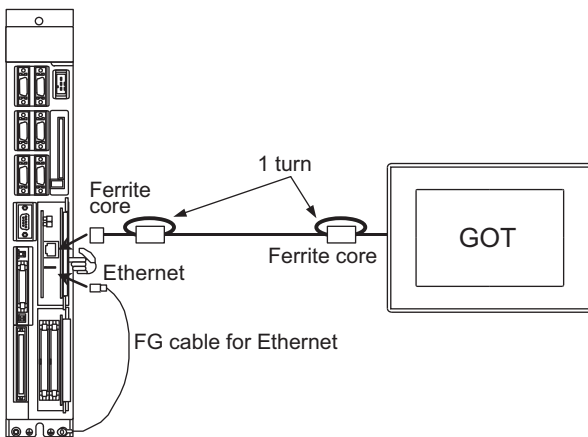 1 turn
Ferrite
core
GOT
Ferrite core
Ethernet
FG cable for Ethernet